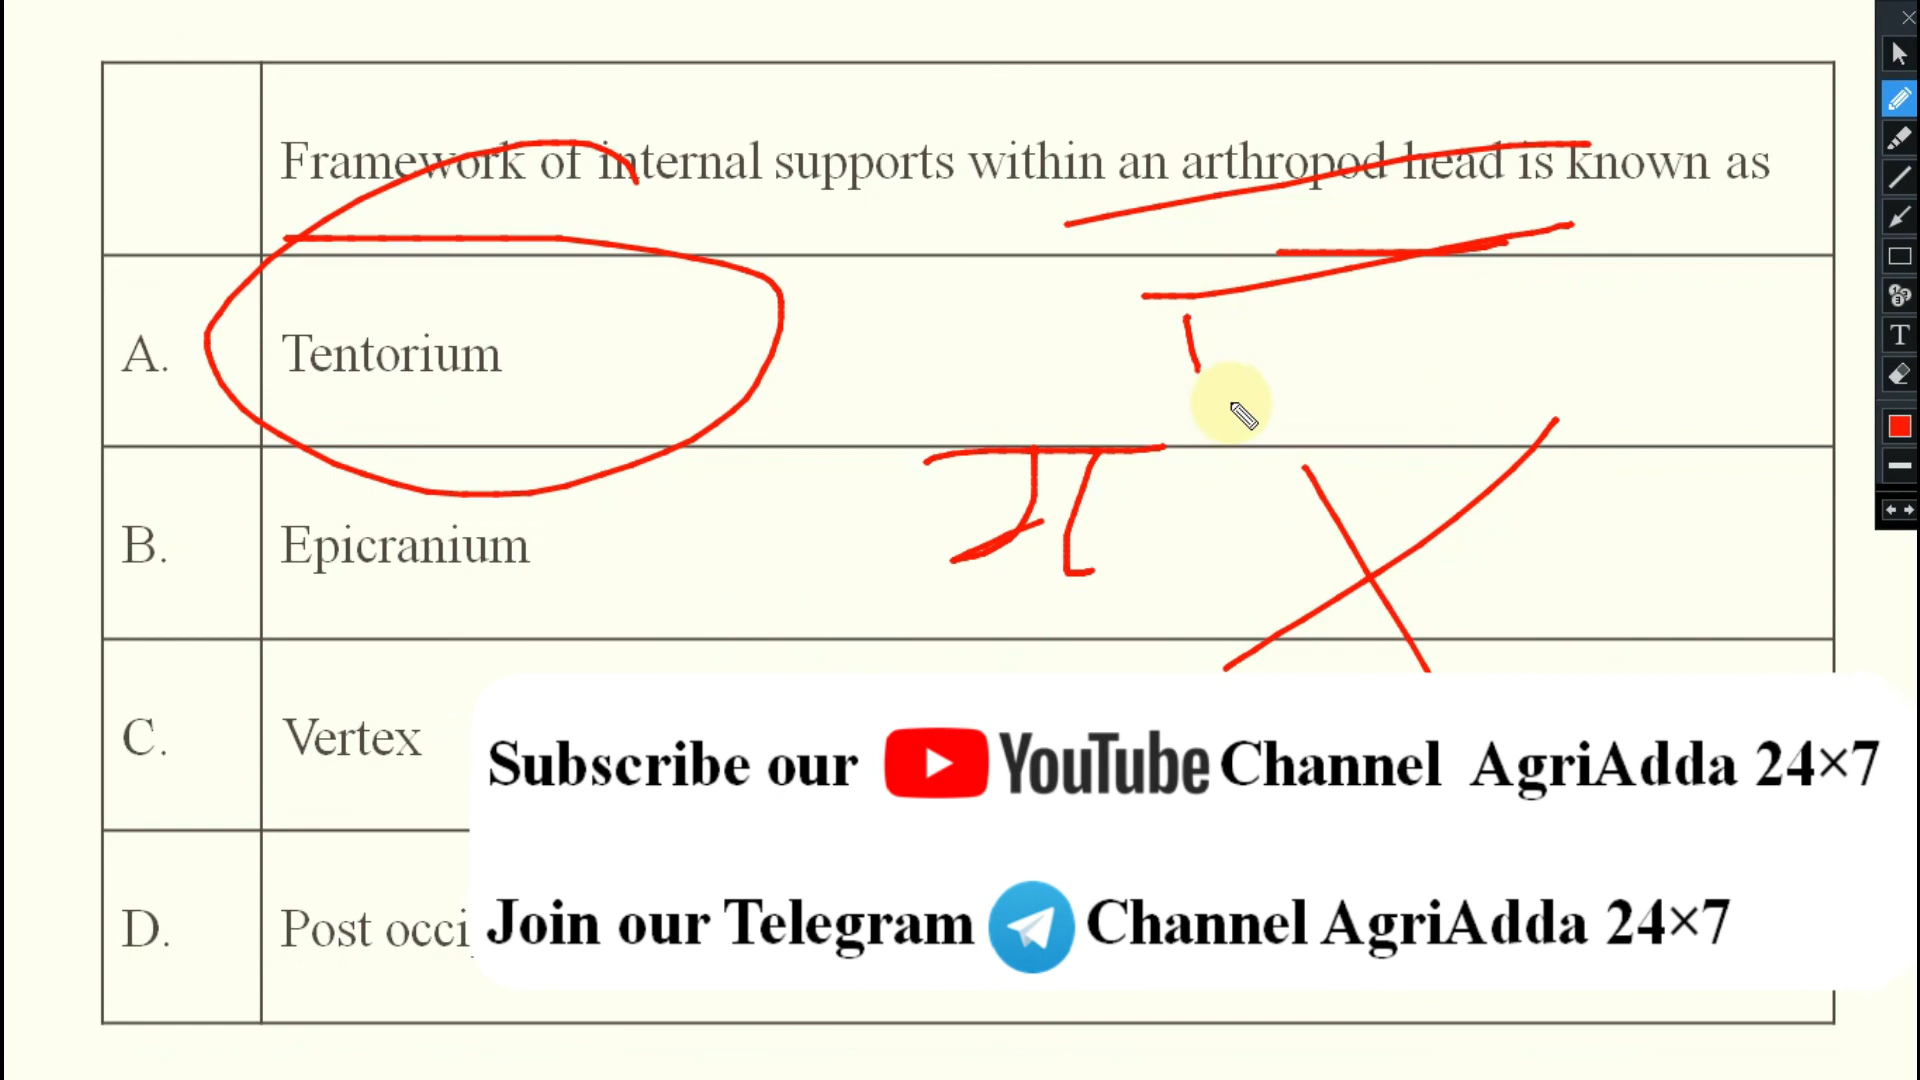 Framework of internal supports within an arthropod head is known as
A. Tentorium
B. Epicranium
C. Vertex
D. Post
Subscribe our YouTube Channel AgriAdda 24×7
Join our Telegram Channel AgriAdda 24×7
T